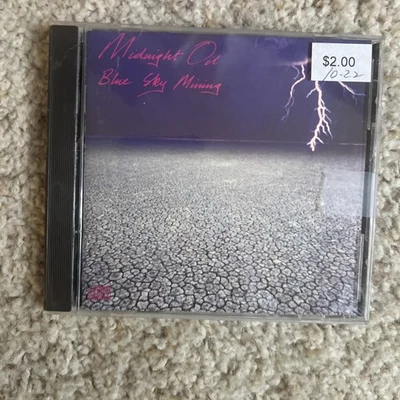 Midnight Oil
Blue Sky Mining
$2.00
10-22